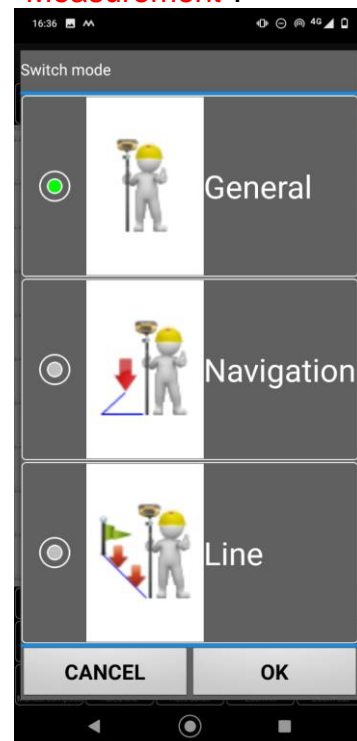 Measurement".
16:36
4G
Switch mode
General
Navigation
Line
CANCEL
OK